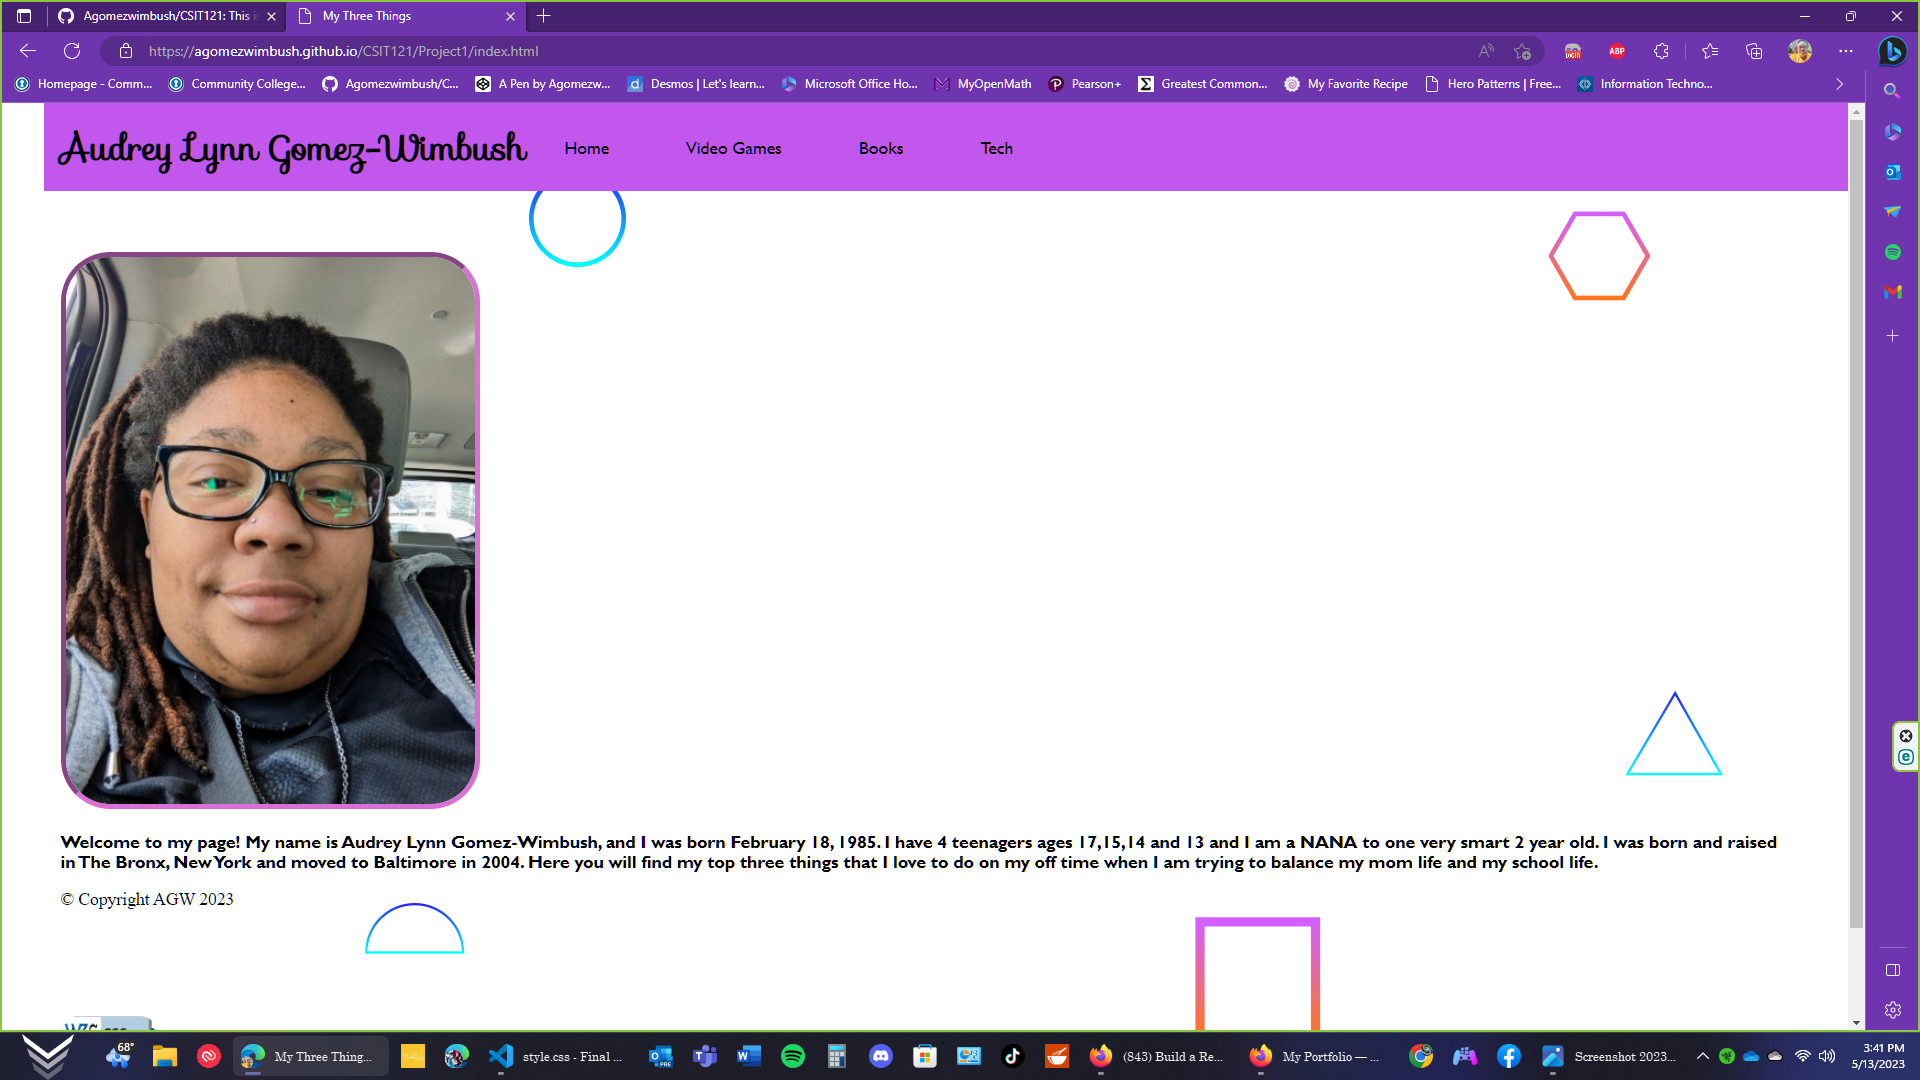 Agomezwimbush/CSIT121: This i
My Three Things
https://agomezwimbush.github.io/CSIT121/Project1/index.html
LOGIN
ABP
Homepage - Comm...
Community College...
Agomezwimbush/C...
A Pen by Agomezw...
Desmos | Let's learn...
Microsoft Office Ho...
MyOpenMath
Pearson+
Greatest Common...
My Favorite Recipe
Hero Patterns | Free...
Information Techno...
Audrey Lynn Gomez-Wimbush
Home
Video Games
Books
Tech
Welcome to my page! My name is Audrey Lynn Gomez-Wimbush, and I was born February 18, 1985. I have 4 teenagers ages 17,15,14 and 13 and I am a NANA to one very smart 2 year old. I was born and raised
in The Bronx, New York and moved to Baltimore in 2004. Here you will find my top three things that I love to do on my off time when I am trying to balance my mom life and my school life.
© Copyright AGW 2023
68°
My Three Thing...
style.css - Final ...
(843) Build a Re...
My Portfolio — ...
Screenshot 2023...
3:41 PM
5/13/2023